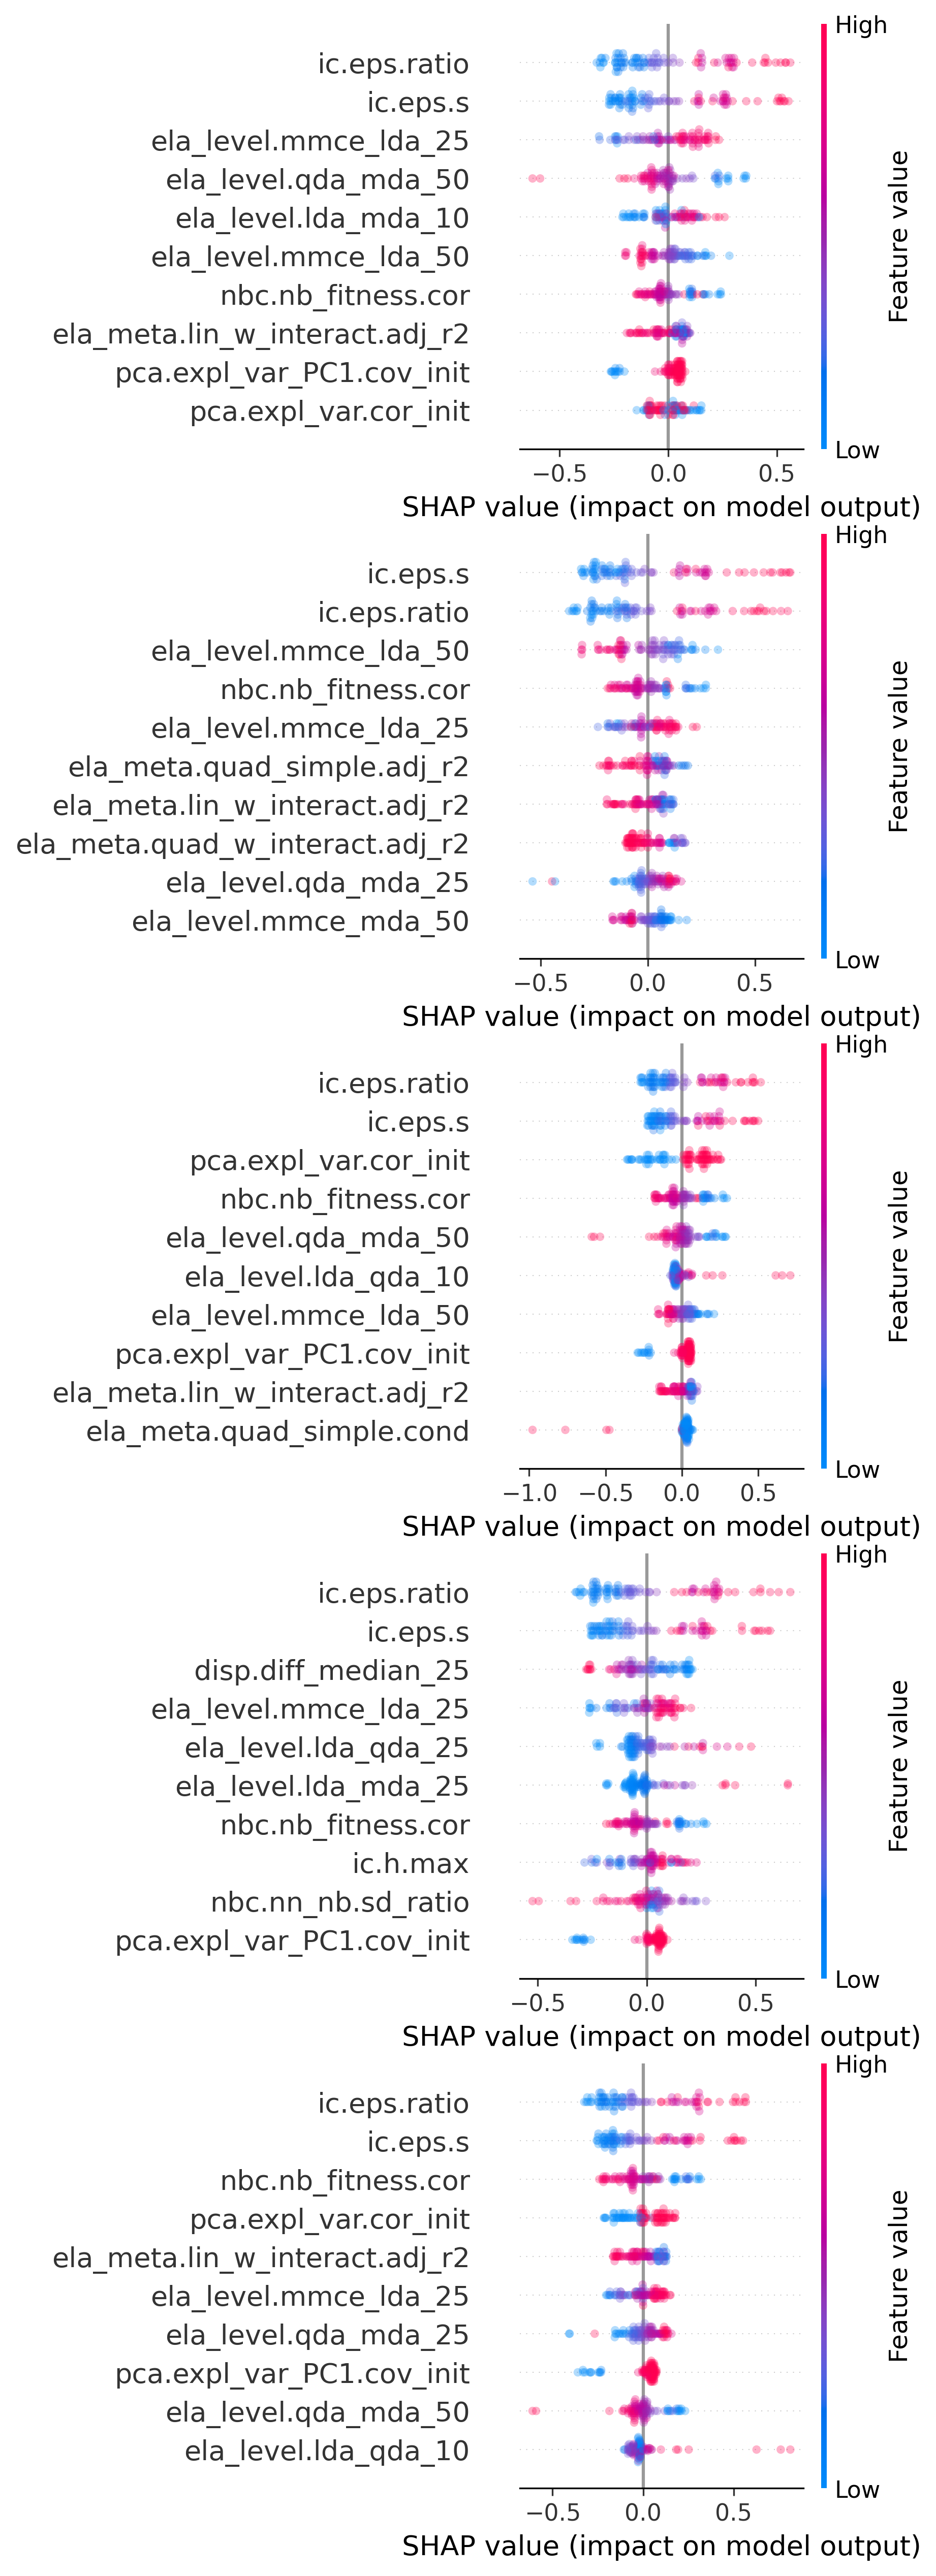 High
ic.eps.ratio
ic.eps.s
ela_level.mmce_lda_25
ela_level.qda_mda_50
ela_level.lda_mda_10
ela_level.mmce_lda_50
nbc.nb_fitness.cor
ela_meta.lin_w_interact.adj_r2
pca.expl_var_PC1.cov_init
pca.expl_var.cor_init
Feature value
Low
−0.5 0.0 0.5
SHAP value (impact on model output)
High
ic.eps.s
ic.eps.ratio
ela_level.mmce_lda_50
nbc.nb_fitness.cor
ela_level.mmce_lda_25
ela_meta.quad_simple.adj_r2
ela_meta.lin_w_interact.adj_r2
ela_meta.quad_w_interact.adj_r2
ela_level.qda_mda_25
ela_level.mmce_mda_50
Feature value
Low
−0.5 0.0 0.5
SHAP value (impact on model output)
High
ic.eps.ratio
ic.eps.s
pca.expl_var.cor_init
nbc.nb_fitness.cor
ela_level.qda_mda_50
ela_level.lda_qda_10
ela_level.mmce_lda_50
pca.expl_var_PC1.cov_init
ela_meta.lin_w_interact.adj_r2
ela_meta.quad_simple.cond
Feature value
Low
−1.0 −0.5 0.0 0.5
SHAP value (impact on model output)
High
ic.eps.ratio
ic.eps.s
disp.diff_median_25
ela_level.mmce_lda_25
ela_level.lda_qda_25
ela_level.lda_mda_25
nbc.nb_fitness.cor
ic.h.max
nbc.nn_nb.sd_ratio
pca.expl_var_PC1.cov_init
Feature value
Low
−0.5 0.0 0.5
SHAP value (impact on model output)
High
ic.eps.ratio
ic.eps.s
nbc.nb_fitness.cor
pca.expl_var.cor_init
ela_meta.lin_w_interact.adj_r2
ela_level.mmce_lda_25
ela_level.qda_mda_25
pca.expl_var_PC1.cov_init
ela_level.qda_mda_50
ela_level.lda_qda_10
Feature value
Low
−0.5 0.0 0.5
SHAP value (impact on model output)